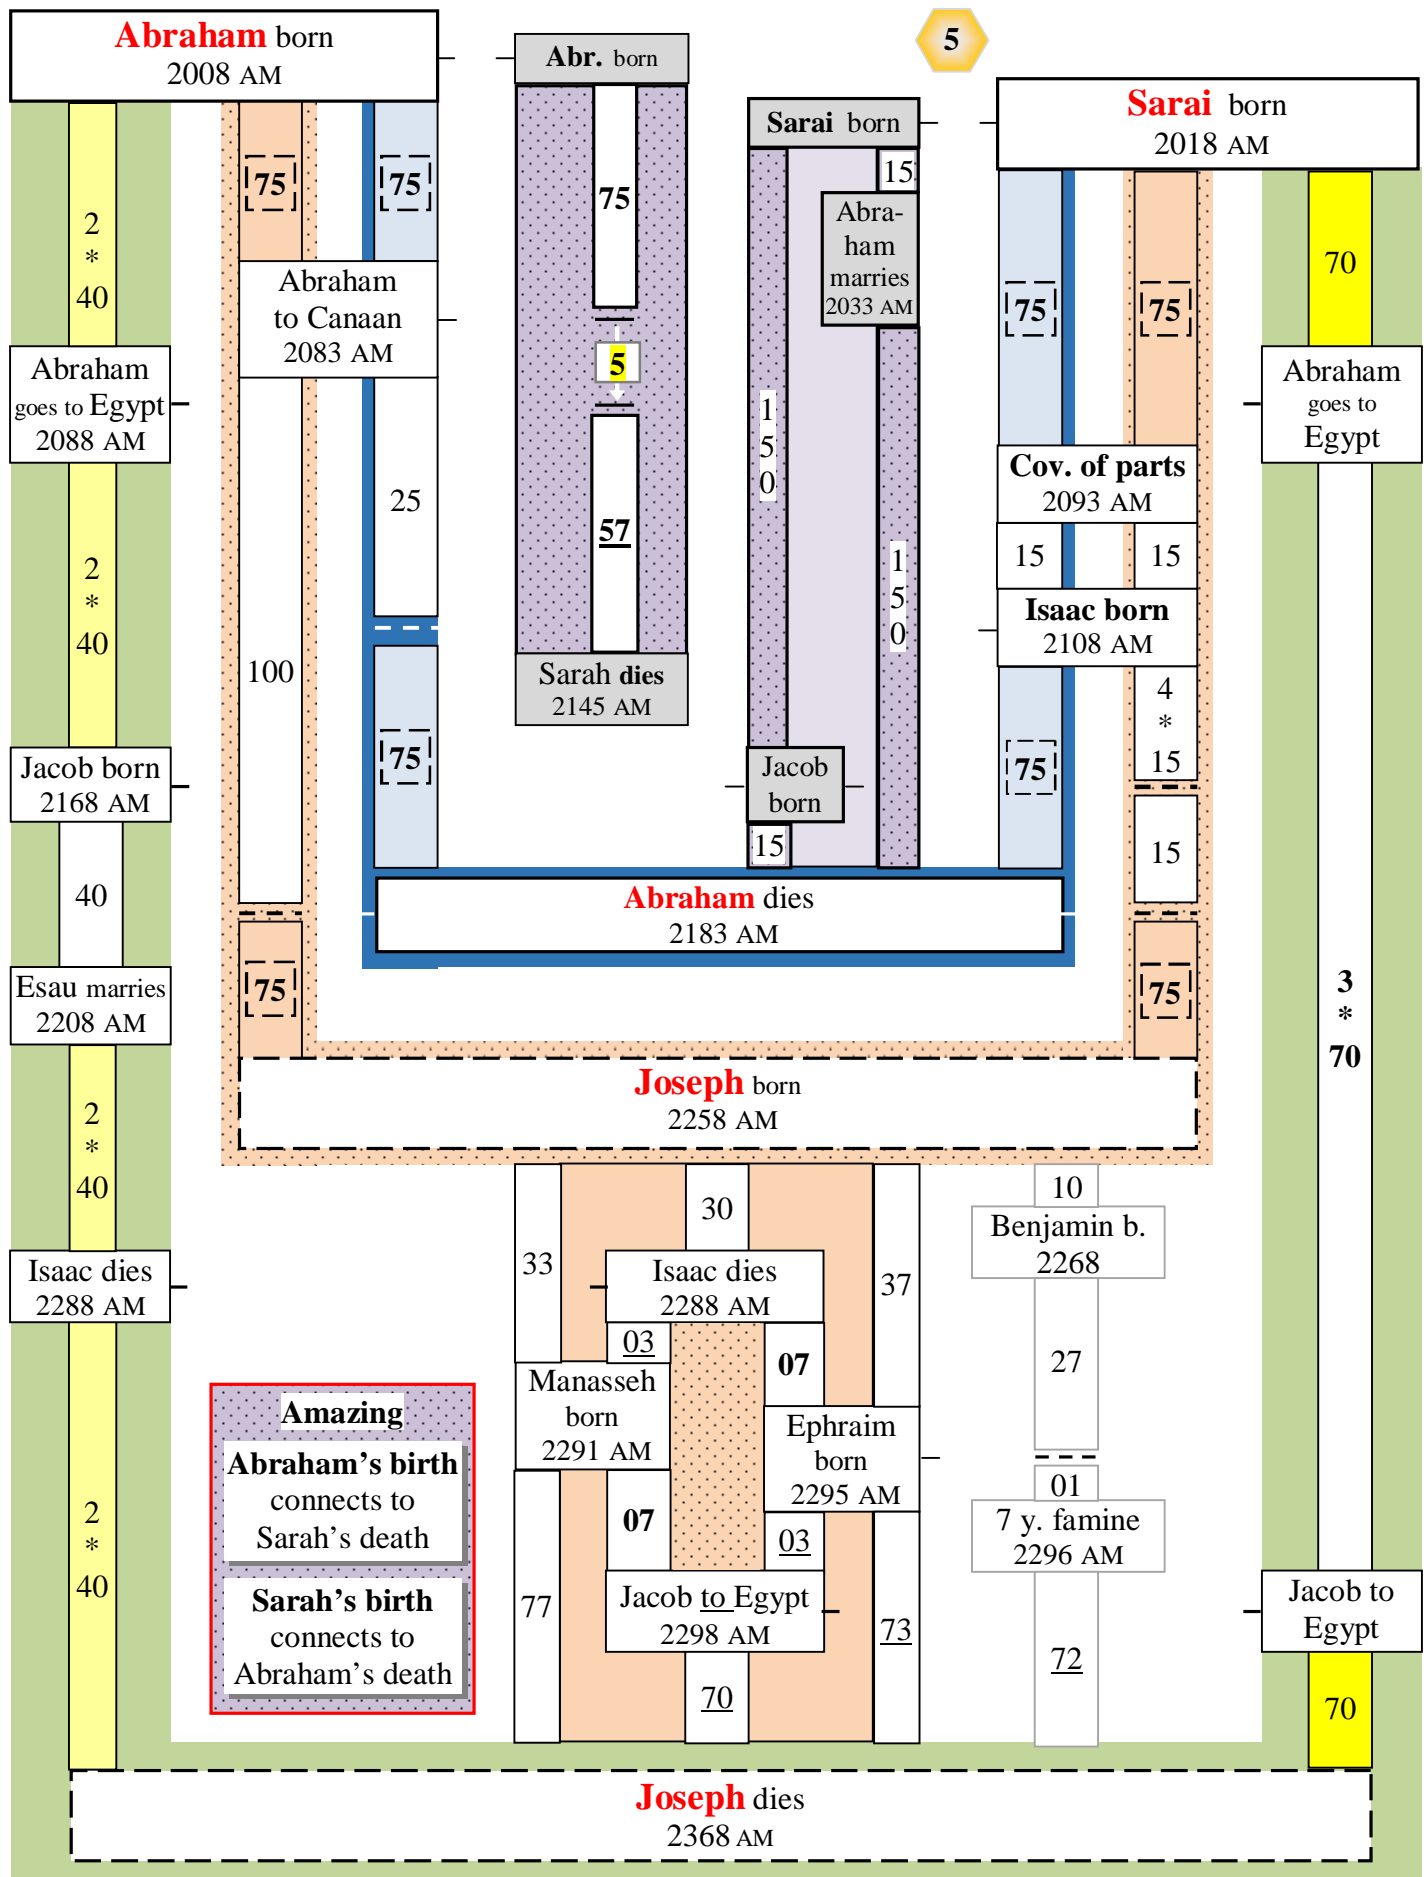 Abraham born
2008 AM
Abr. born
5
Sarai born
Sarai born
2018 AM
2
*
40
75
75
75
15
Abra-
ham
marries
2033 AM
75
75
70
Abraham
to Canaan
2083 AM
5
Abraham
goes to Egypt
2088 AM
Abraham
goes to
Egypt
25
57
1
5
0
1
5
0
Cov. of parts
2093 AM
15
15
Isaac born
2108 AM
2
*
40
100
Sarah dies
2145 AM
4
*
15
75
75
Jacob born
2168 AM
Jacob
born
15
15
40
Abraham dies
2183 AM
Esau marries
2208 AM
75
75
3
*
70
Joseph born
2258 AM
2
*
40
33
30
37
10
Benjamin b.
2268
Isaac dies
2288 AM
Isaac dies
2288 AM
03
07
27
Manasseh
born
2291 AM
Ephraim
born
2295 AM
07
03
01
7 y. famine
2296 AM
Amazing
Abraham's birth
connects to
Sarah's death
Sarah's birth
connects to
Abraham's death
2
*
40
77
Jacob to Egypt
2298 AM
73
72
Jacob to
Egypt
70
70
Joseph dies
2368 AM